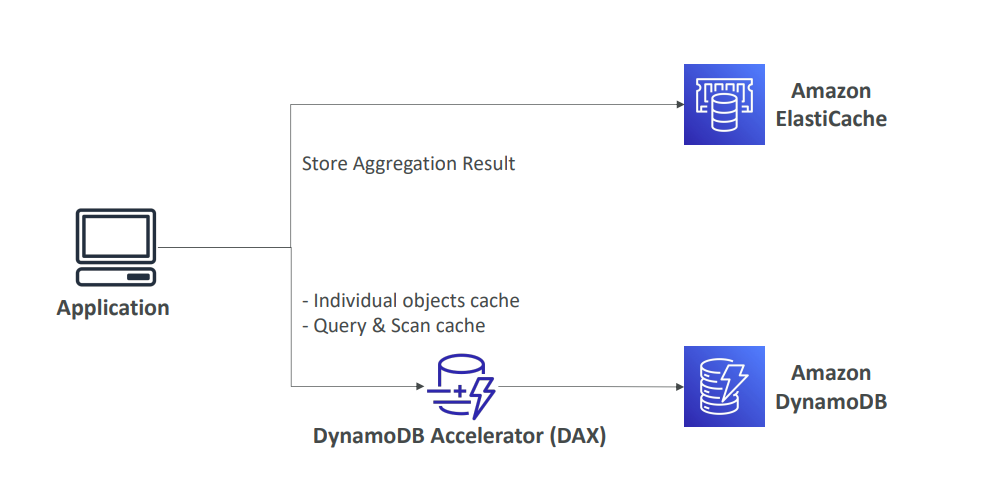 Amazon
ElastiCache
Store Aggregation Result
Application
- Individual objects cache
- Query & Scan cache
DynamoDB Accelerator (DAX)
Amazon
DynamoDB